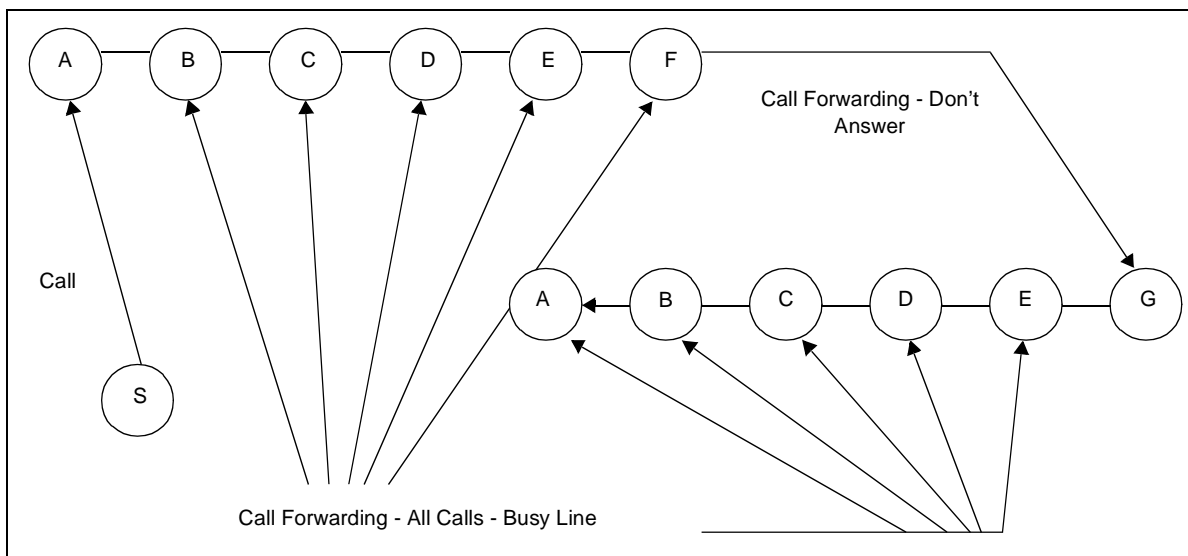 A B C D E F
Call Forwarding - Don't
Answer
Call
A B C D E G
S
Call Forwarding - All Calls - Busy Line